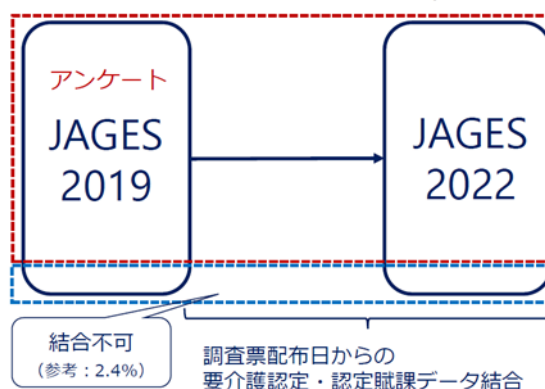 アンケート
JAGES
2019
JAGES
2022
結合不可
(参考：2.4%)
調査票配布日からの
要介護認定・認定賦課データ結合